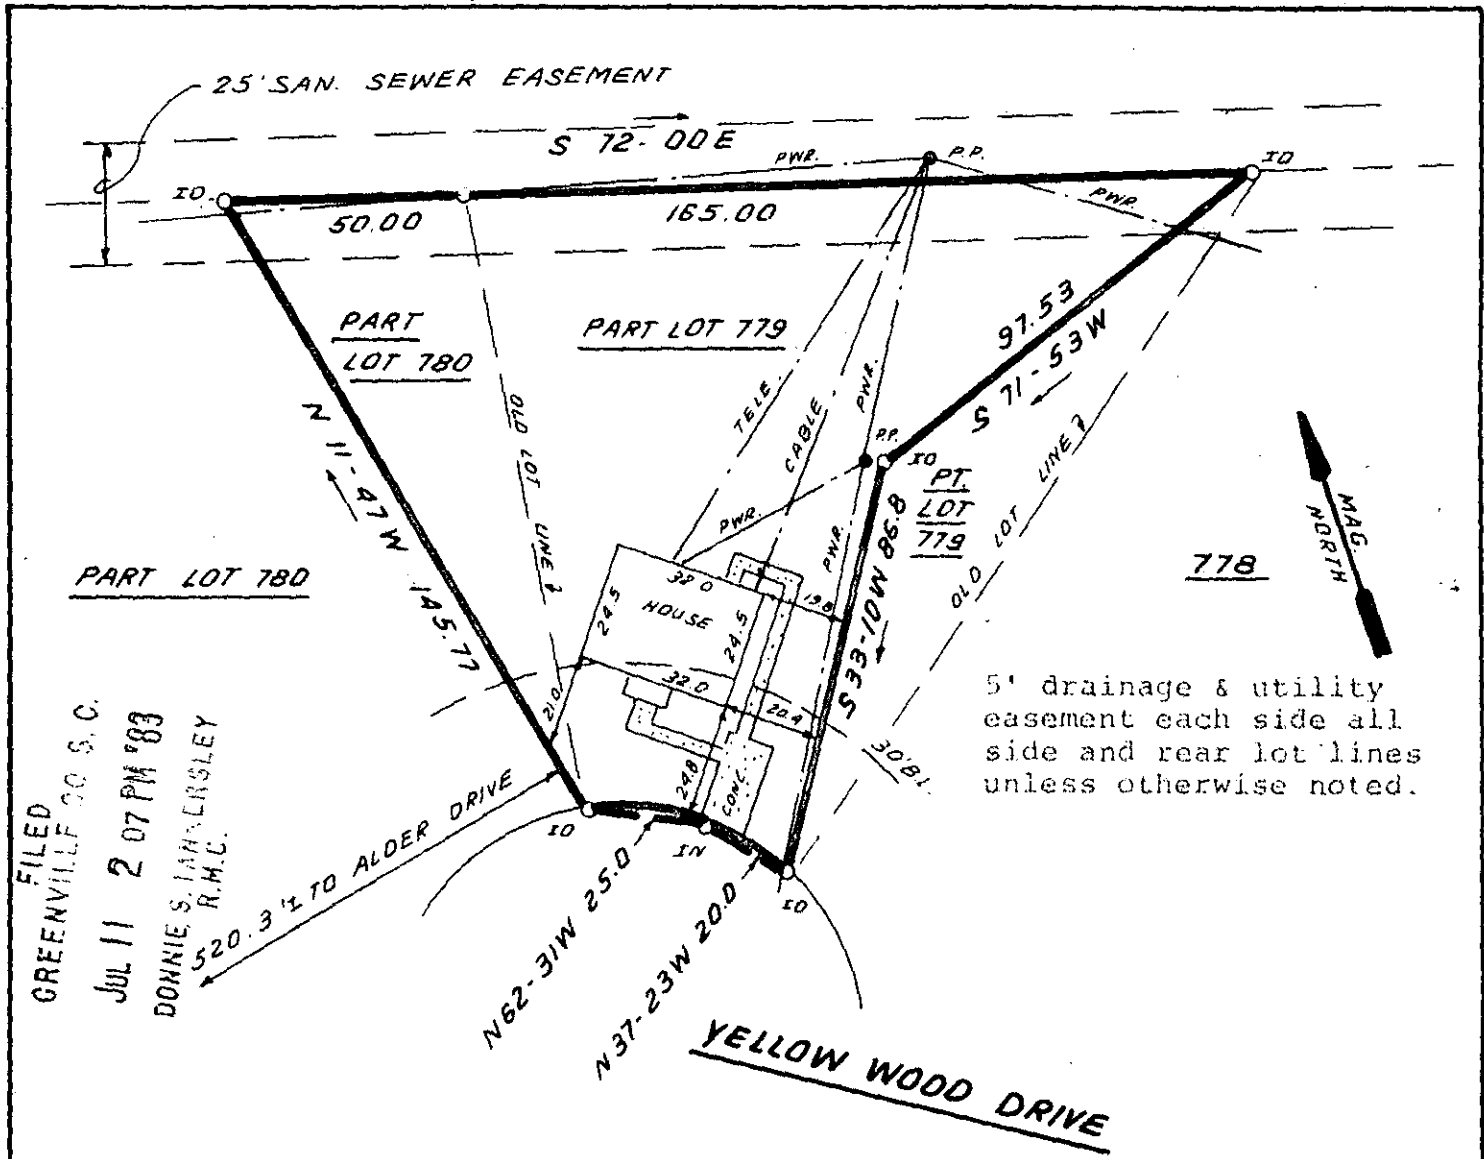 25' SAN. SEWER EASEMENT
S 72-00E
PWR.
P.P.
IO
IO
PWR.
50.00
165.00
PART
LOT 780
PART LOT 779
97.53
S 71-53W
N 11-47W 145.77
OLD LOT LINE
TELE.
CABLE
PWR.
P.P.
IO
PT.
LOT
779
OLD LOT LINE
MAG.
NORTH
778
PART LOT 780
PWR.
PWR.
S33-10W 86.8
32.0
HOUSE
24.5
24.5
19.8
32.0
20.4
21.0
24.8
CONC.
30.B.L.
5' drainage & utility
easement each side all
side and rear lot lines
unless otherwise noted.
520.3'± TO ALDER DRIVE
IO
IN
IO
N62-31W 25.0
N37-23W 20.0
YELLOW WOOD DRIVE
FILED
GREENVILLE CO. S. C.
JUL 11 2 07 PM '83
DONNIE S.
R.M.C.